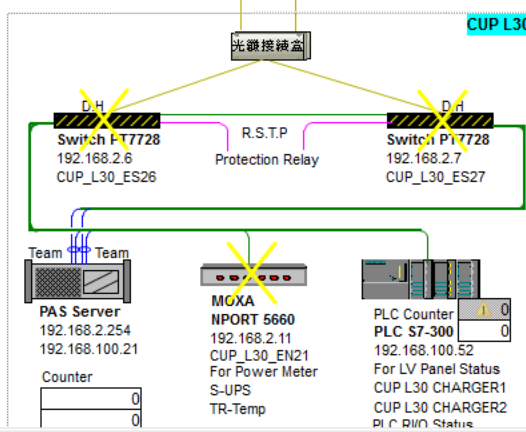 CUP L30
光纖接續盒
D.H
D.H
Switch PT7728
192.168.2.6
CUP_L30_ES26
R.S.T.P
Protection Relay
Switch PT7728
192.168.2.7
CUP_L30_ES27
Team
Team
PAS Server
192.168.2.254
192.168.100.21
Counter
0
0
MOXA
NPORT 5660
192.168.2.11
CUP_L30_EN21
For Power Meter
S-UPS
TR-Temp
PLC Counter
0
PLC S7-300
0
192.168.100.52
For LV Panel Status
CUP L30 CHARGER1
CUP L30 CHARGER2
PLC RI/O Status